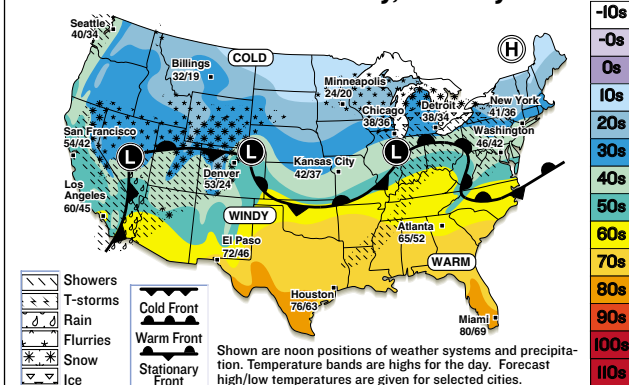 Seattle
40/34
Billings
32/19
COLD
H
Minneapolis
24/20
Chicago
38/36
Detroit
38/34
New York
41/36
Washington
46/42
San Francisco
54/42
L
L
L
Denver
53/24
Kansas City
42/37
Los
Angeles
60/45
WINDY
El Paso
72/46
Atlanta
65/52
WARM
Houston
76/63
Miami
80/69
-10s
-0s
0s
10s
20s
30s
40s
50s
60s
70s
80s
90s
100s
110s
Showers
T-storms
Rain
Flurries
Snow
Ice
Cold Front
Warm Front
Stationary
Front
Shown are noon positions of weather systems and precipita-
tion. Temperature bands are highs for the day. Forecast
high/low temperatures are given for selected cities.